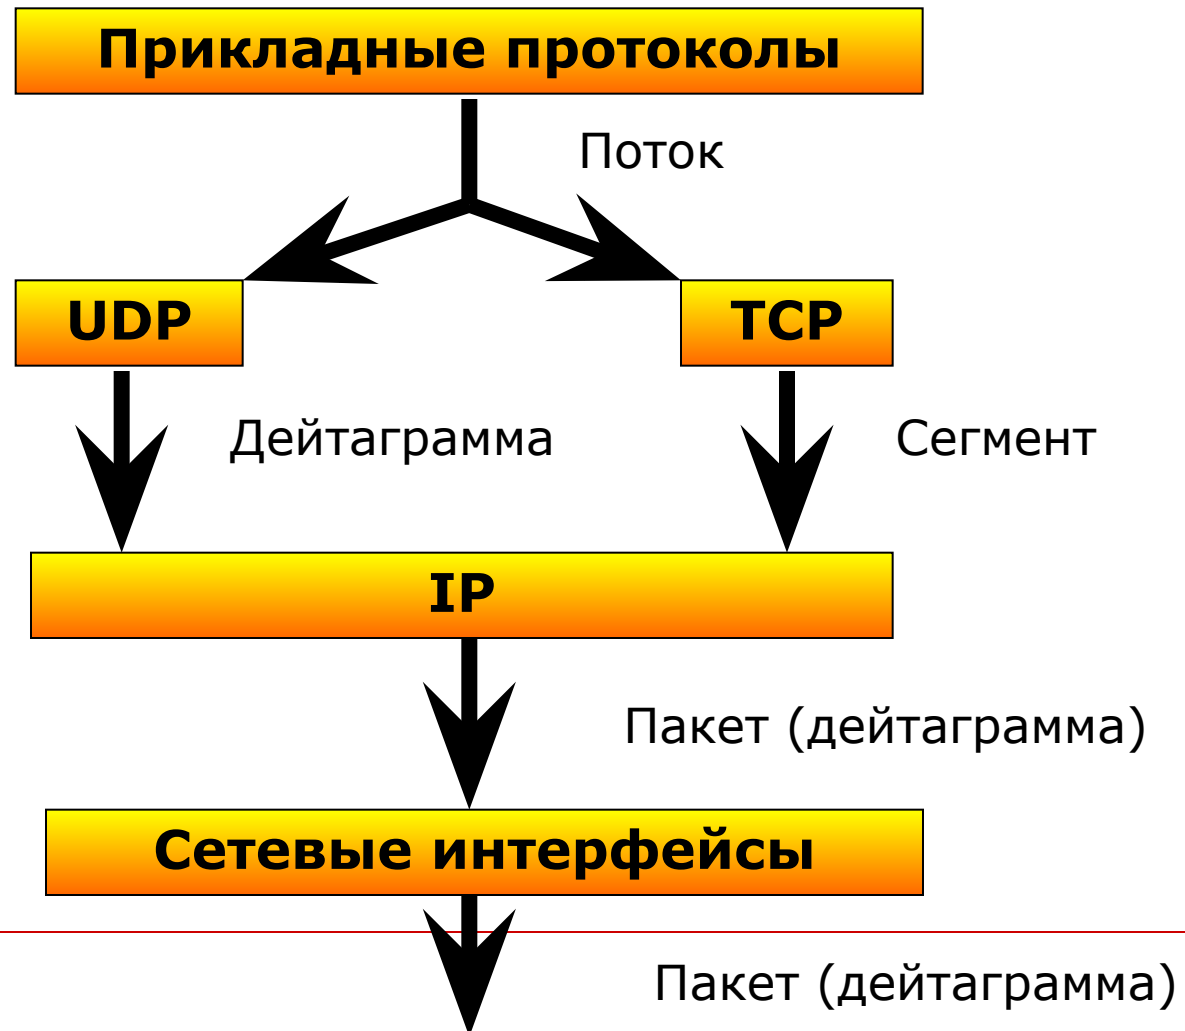 Прикладные протоколы
Поток
UDP
TCP
Дейтаграмма
Сегмент
IP
Пакет (дейтаграмма)
Сетевые интерфейсы
Пакет (дейтаграмма)